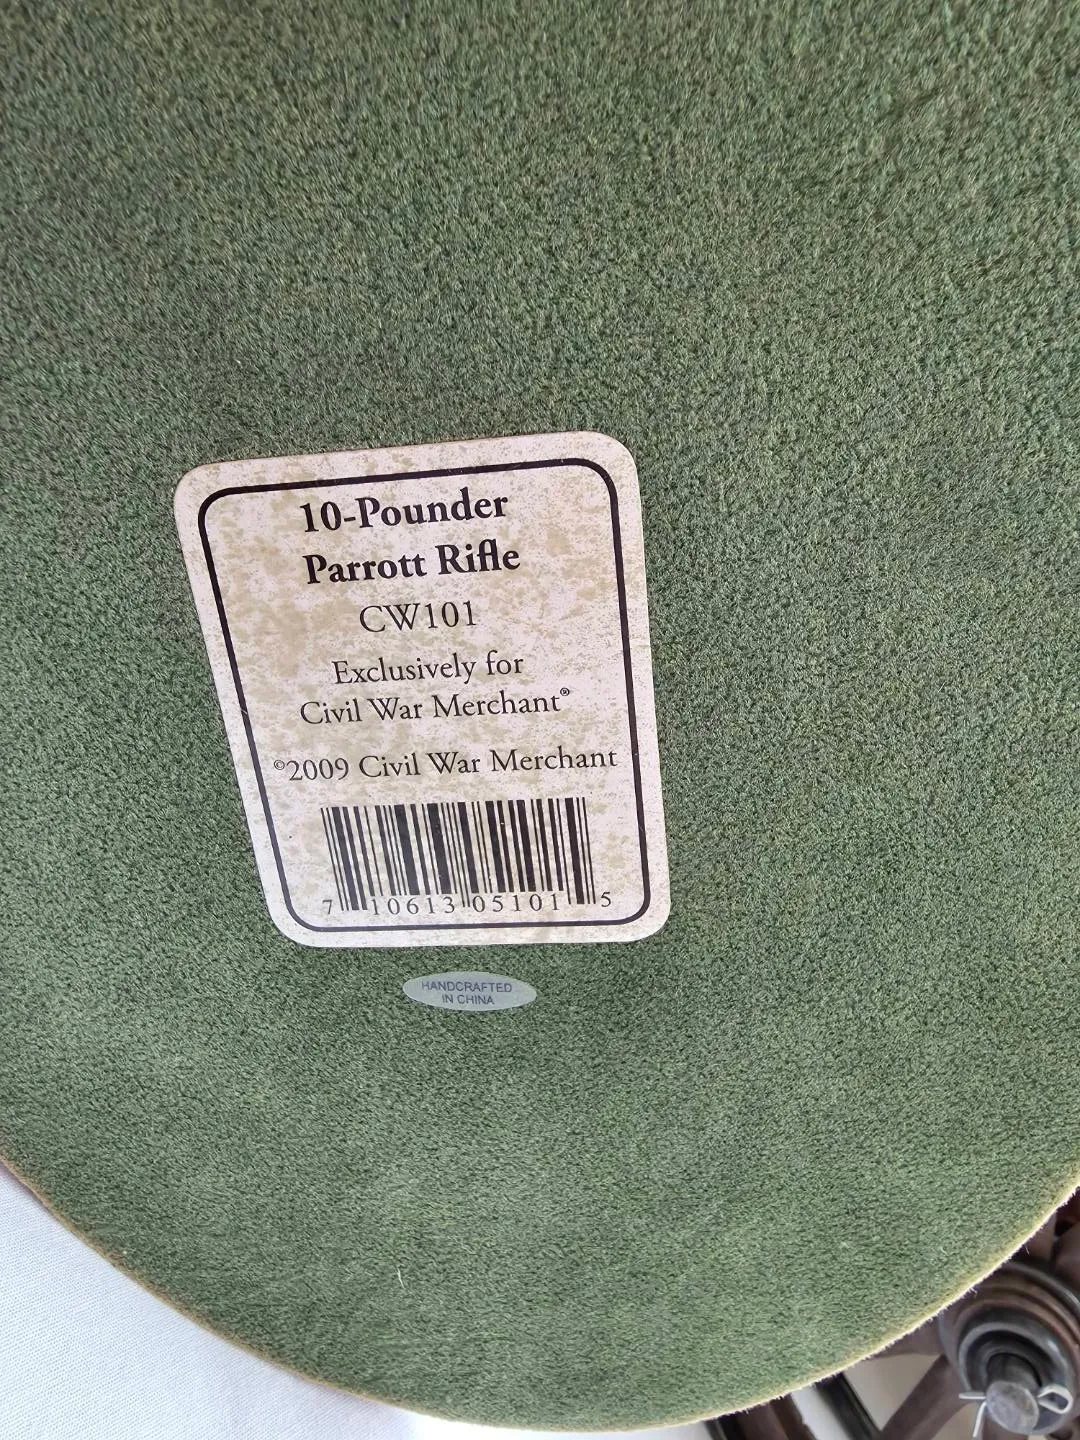 10-Pounder
Parrott Rifle
CW101
Exclusively for
Civil War Merchant®
©2009 Civil War Merchant
7 10613 05101 5
HANDCRAFTED
IN CHINA